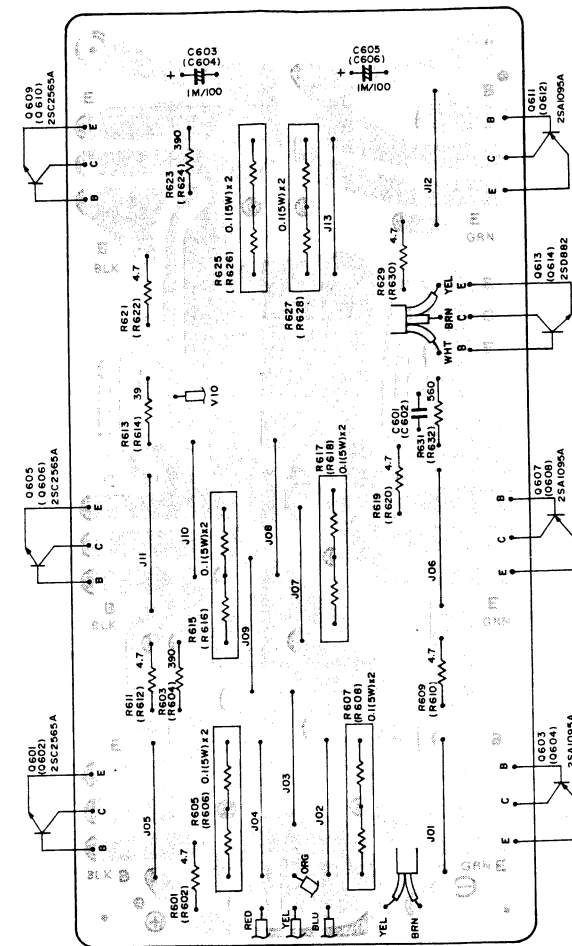 C603
(C604)
+
1M/100
C605
(C606)
+
1M/100
Q609
(Q610)
2SC2565A
E
C
B
Q611
(Q612)
2SA1095A
B
C
E
390
R623
(R624)
0.1(5W)x2
R625
(R626)
0.1(5W)x2
R627
(R628)
J13
J12
BLK
4.7
R621
(R622)
4.7
R629
(R630)
GRN
YEL
BRN
WHT
E
C
B
Q613
(Q614)
2SD882
39
R613
(R614)
V10
C601
(C602)
560
R631
(R632)
4.7
R619
(R620)
R617
(R618)
0.1(5W)x2
Q605
(Q606)
2SC2565A
E
C
B
BLK
J11
J10
0.1(5W)x2
R615
(R616)
J09
J08
J07
J06
Q607
(Q608)
2SA1095A
B
C
E
GRN
4.7
R611
(R612)
390
R603
(R604)
R607
(R608)
0.1(5W)x2
4.7
R609
(R610)
Q601
(Q602)
2SC2565A
E
C
B
BLK
J05
0.1(5W)x2
R605
(R606)
4.7
R601
(R602)
J04
J03
J02
J01
Q603
(Q604)
2SA1095A
B
C
E
GRN
ORG
RED
YEL
BLU
YEL
BRN